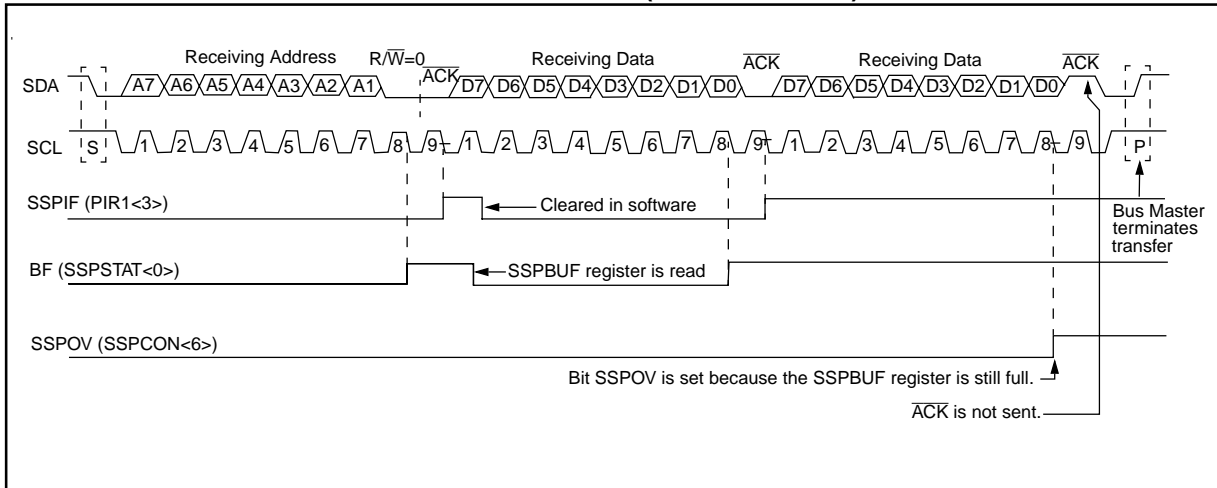 Receiving Address R/W=0 Receiving Data ACK Receiving Data ACK
SDA A7 A6 A5 A4 A3 A2 A1 ACK D7 D6 D5 D4 D3 D2 D1 D0 D7 D6 D5 D4 D3 D2 D1 D0
SCL S 1 2 3 4 5 6 7 8 9 1 2 3 4 5 6 7 8 9 1 2 3 4 5 6 7 8 9 P
SSPIF (PIR1<3>) Cleared in software
Bus Master
terminates
transfer
BF (SSPSTAT<0>) SSPBUF register is read
SSPOV (SSPCON<6>)
Bit SSPOV is set because the SSPBUF register is still full.
ACK is not sent.